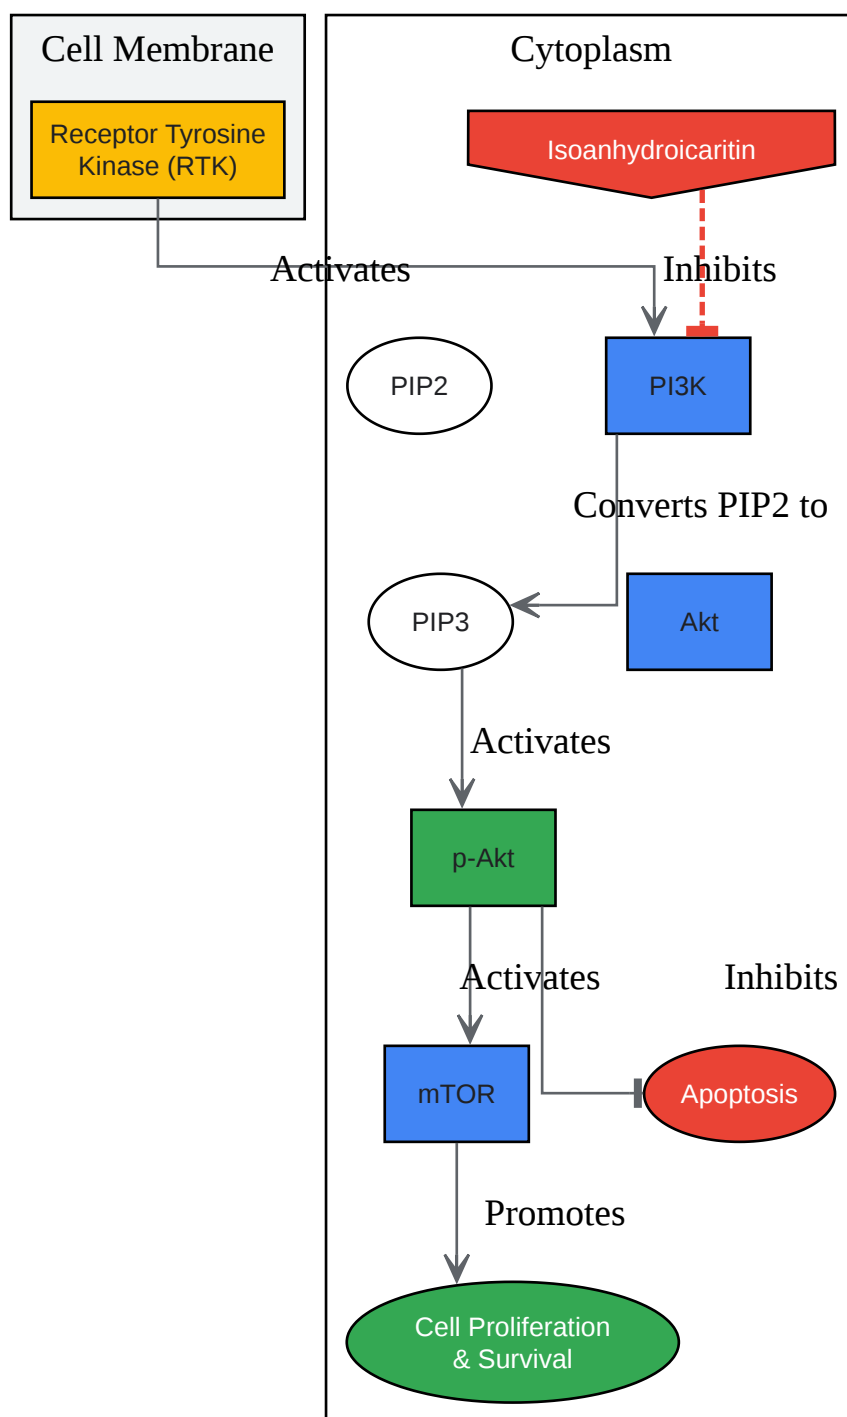 Cell Membrane
Cytoplasm
Receptor Tyrosine
Kinase (RTK)
Isoanhydroicaritin
Activates
Inhibits
PIP2
PI3K
Converts PIP2 to
PIP3
Akt
Activates
p-Akt
Activates
Inhibits
mTOR
Apoptosis
Promotes
Cell Proliferation
& Survival